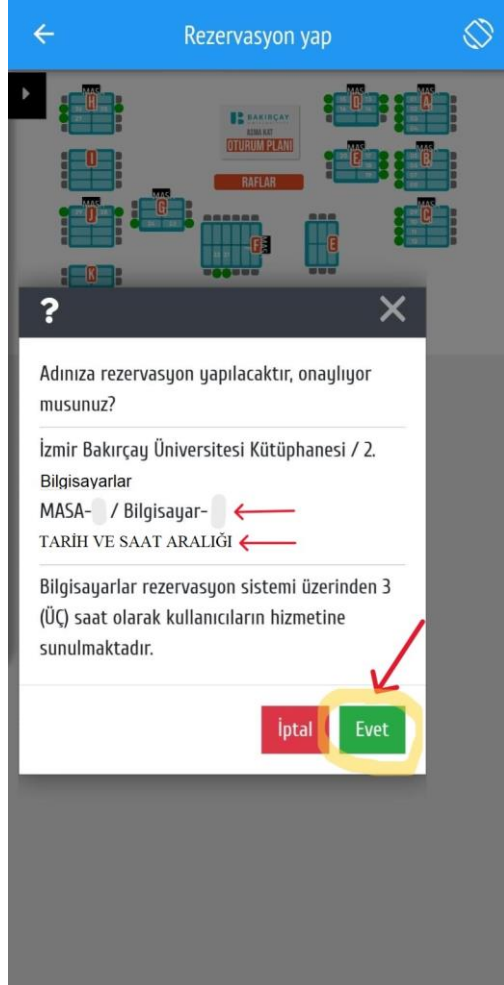 Rezervasyon yap
H
D
A
BAKIRÇAY
ASMA KAT
OTURUM PLANI
I
E
B
RAFLAR
J
G
C
F
E
K
?
Adınıza rezervasyon yapılacaktır, onaylıyor
musunuz?
İzmir Bakırçay Üniversitesi Kütüphanesi / 2.
Bilgisayarlar
MASA- / Bilgisayar-
TARİH VE SAAT ARALIĞI
Bilgisayarlar rezervasyon sistemi üzerinden 3
(ÜÇ) saat olarak kullanıcıların hizmetine
sunulmaktadır.
İptal
Evet